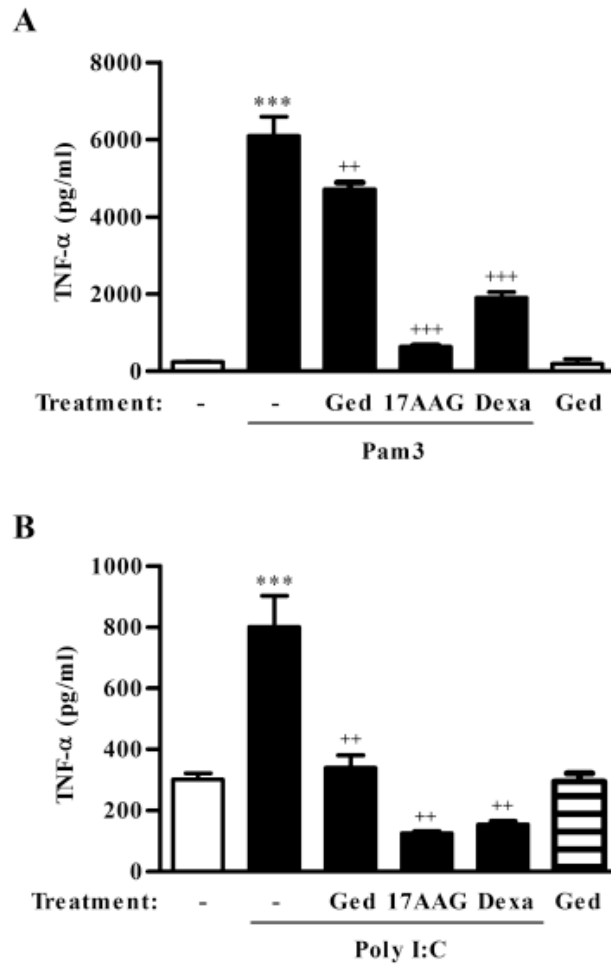 A
8000
6000
4000
2000
0
TNF-α (pg/ml)
***
++
+++
+++
Treatment: - - Ged 17AAG Dexa Ged
Pam3
B
1000
800
600
400
200
0
TNF-α (pg/ml)
***
++
++
++
Treatment: - - Ged 17AAG Dexa Ged
Poly I:C